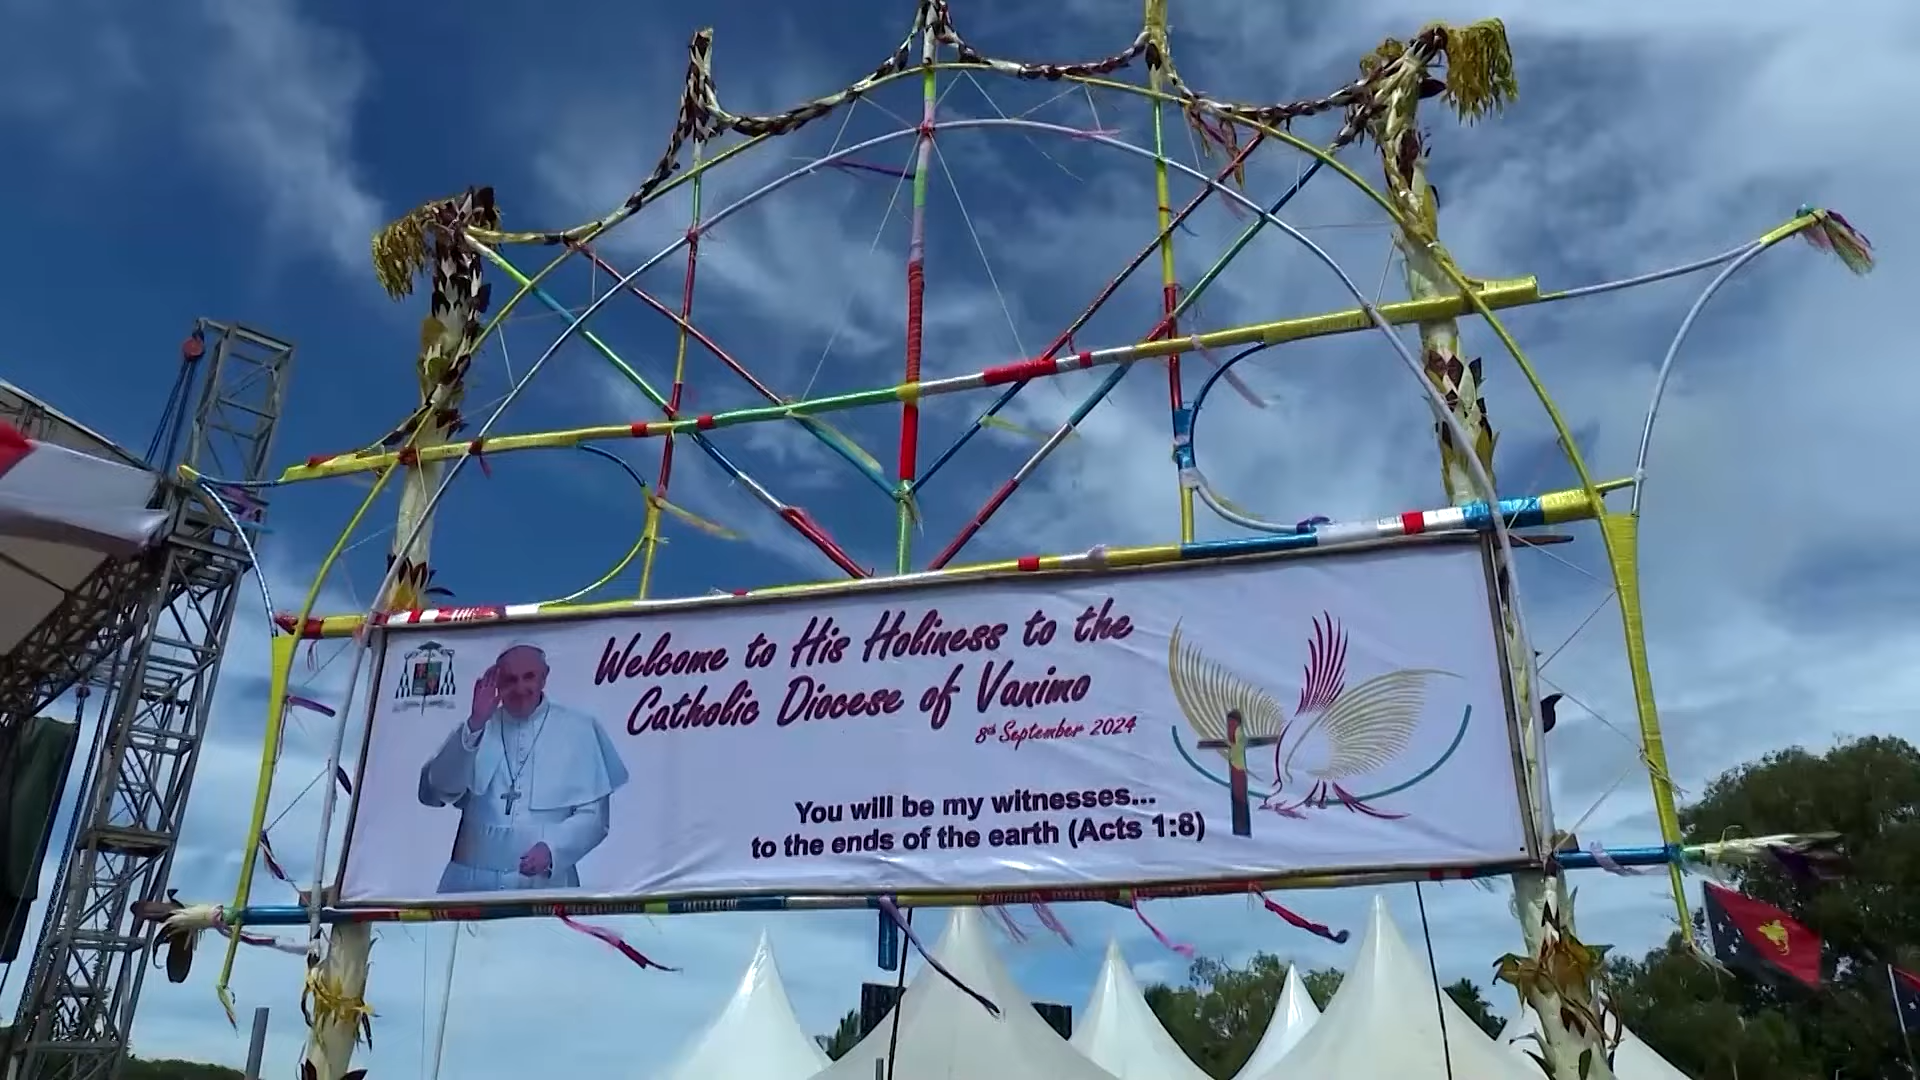 Welcome to His Holiness to the
Catholic Diocese of Vanimo
8th September 2024
You will be my witnesses...
to the ends of the earth (Acts 1:8)